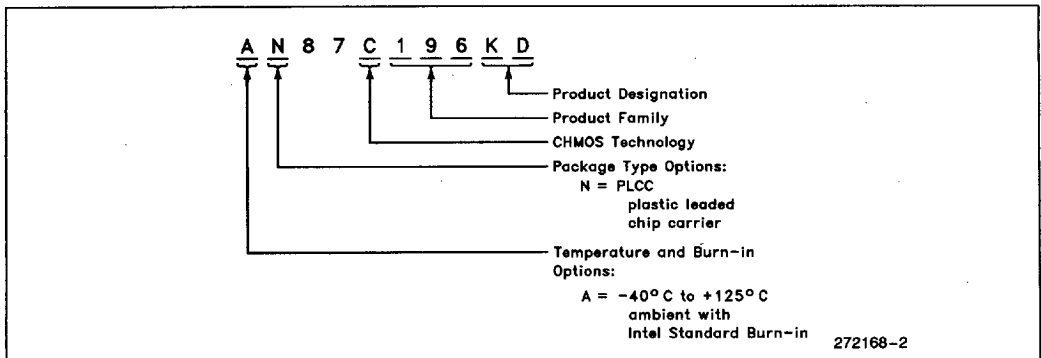 A N 8 7 C 1 9 6 K D
Product Designation
Product Family
CHMOS Technology
Package Type Options:
N = PLCC
plastic leaded
chip carrier
Temperature and Burn-in
Options:
A = -40°C to +125°C
ambient with
Intel Standard Burn-in
272168-2